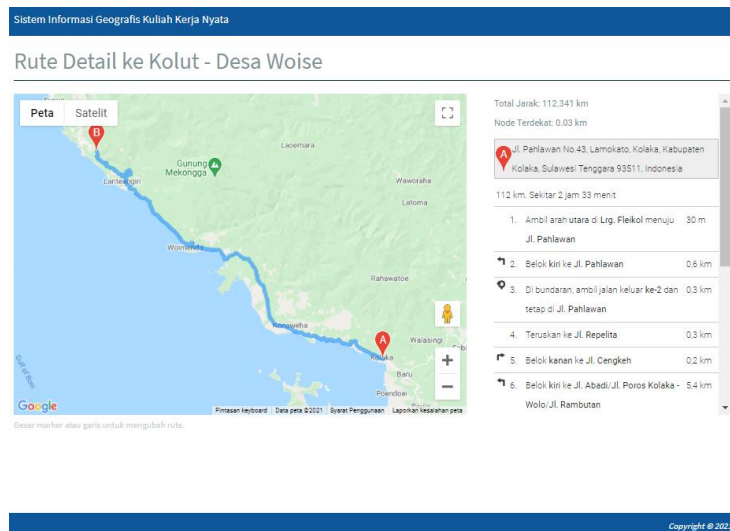 Sistem Informasi Geografis Kuliah Kerja Nyata
Rute Detail ke Kolut - Desa Woise
Peta Satelit
B
Lanteangin
Gunung
Mekongga
Laoemara
Waworaha
Latoma
Woimenda
Rahawatoe
Konaweha
A
Kolaka
Walasingi
Baru
Poendoei
Google
Pintasan keyboard
Data peta ©2021
Syarat Penggunaan
Laporkan kesalahan peta
Geser marker atau garis untuk mengubah rute.
Total Jarak: 112.341 km
Node Terdekat: 0.03 km
A
Jl. Pahlawan No.43, Lamokato, Kolaka, Kabupaten
Kolaka, Sulawesi Tenggara 93511, Indonesia
112 km. Sekitar 2 jam 33 menit
1. Ambil arah utara di Lrg. Fleikol menuju 30 m
Jl. Pahlawan
2. Belok kiri ke Jl. Pahlawan 0,6 km
3. Di bundaran, ambil jalan keluar ke-2 dan 0,3 km
tetap di Jl. Pahlawan
4. Teruskan ke Jl. Repelita 0,3 km
5. Belok kanan ke Jl. Cengkeh 0,2 km
6. Belok kiri ke Jl. Abadi/Jl. Poros Kolaka - 5,4 km
Wolo/Jl. Rambutan